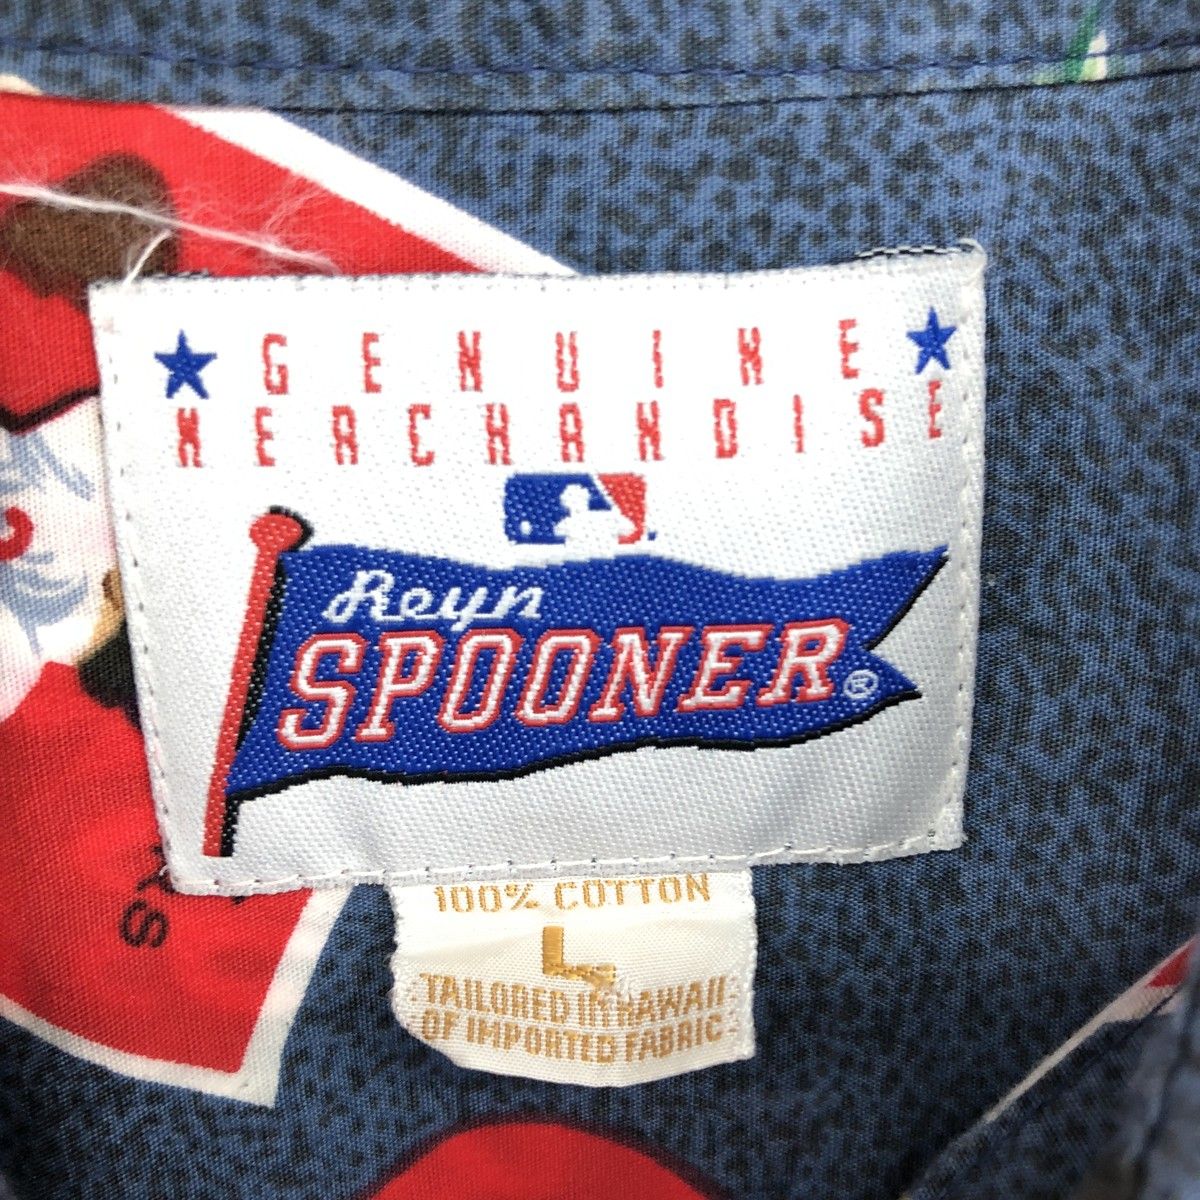 GENUINE
MERCHANDISE
Reyn
SPOONER®
100% COTTON
L
TAILORED IN HAWAII
OF IMPORTED FABRIC